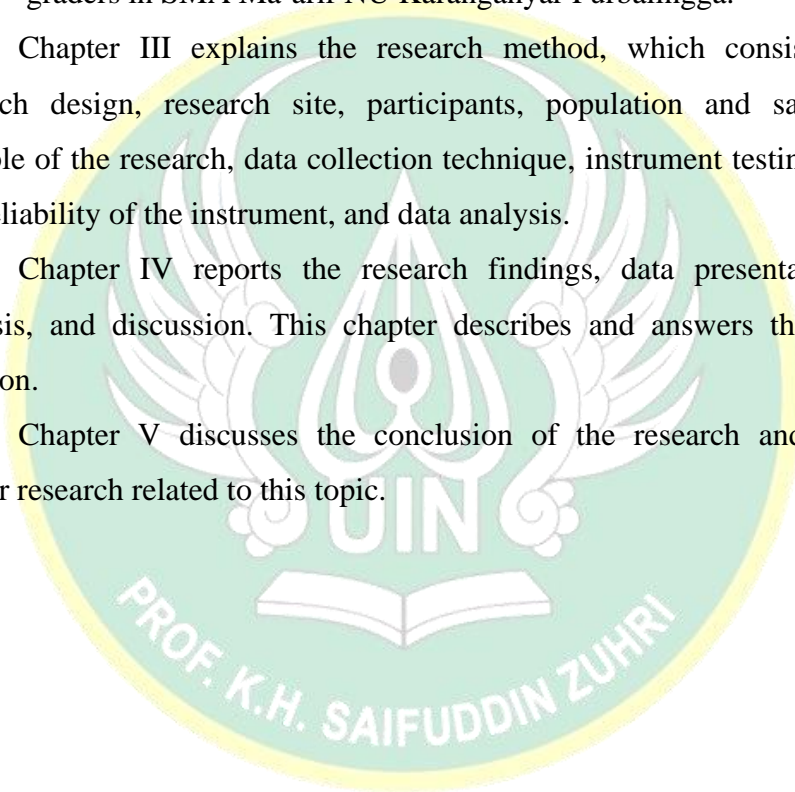 graders in SMA Ma'arif NU Karanganyar Purbalingga.
Chapter III explains the research method, which consis
ch design, research site, participants, population and sa
le of the research, data collection technique, instrument testin
eliability of the instrument, and data analysis.
Chapter IV reports the research findings, data presenta
sis, and discussion. This chapter describes and answers th
on.
Chapter V discusses the conclusion of the research and
r research related to this topic.
UIN
PROF. K.H. SAIFUDDIN ZUHRI